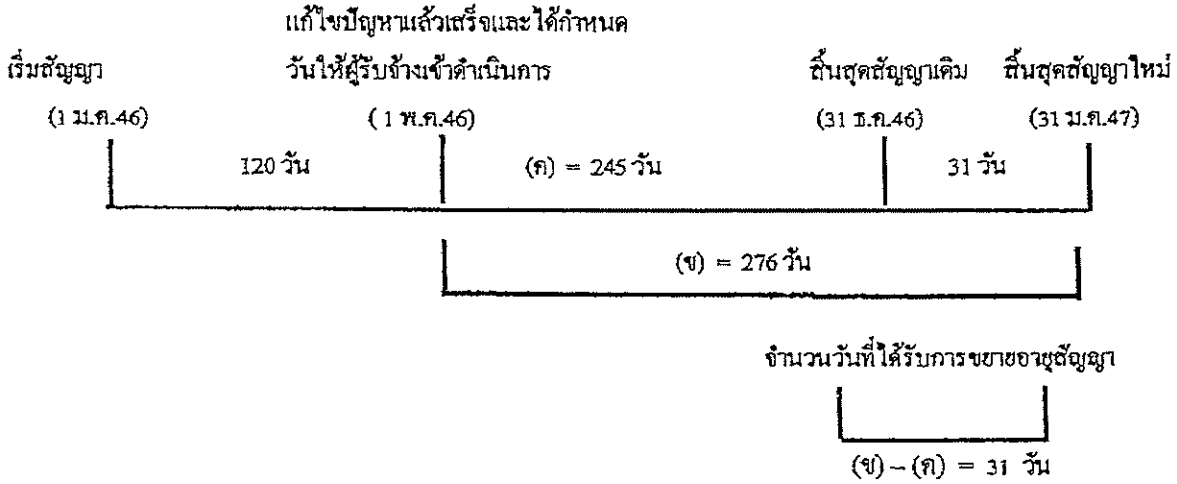 แก้ไขปัญหาแล้วเสร็จและได้กำหนด
เริ่มสัญญา วันให้ผู้รับจ้างเข้าดำเนินการ สิ้นสุดสัญญาเดิม สิ้นสุดสัญญาใหม่
(1 ม.ค.46) ( 1 พ.ค.46) (31 ธ.ค.46) (31 ม.ค.47)
120 วัน (ค) = 245 วัน 31 วัน
(ข) = 276 วัน
จำนวนวันที่ได้รับการขยายอายุสัญญา
(ข) – (ค) = 31 วัน